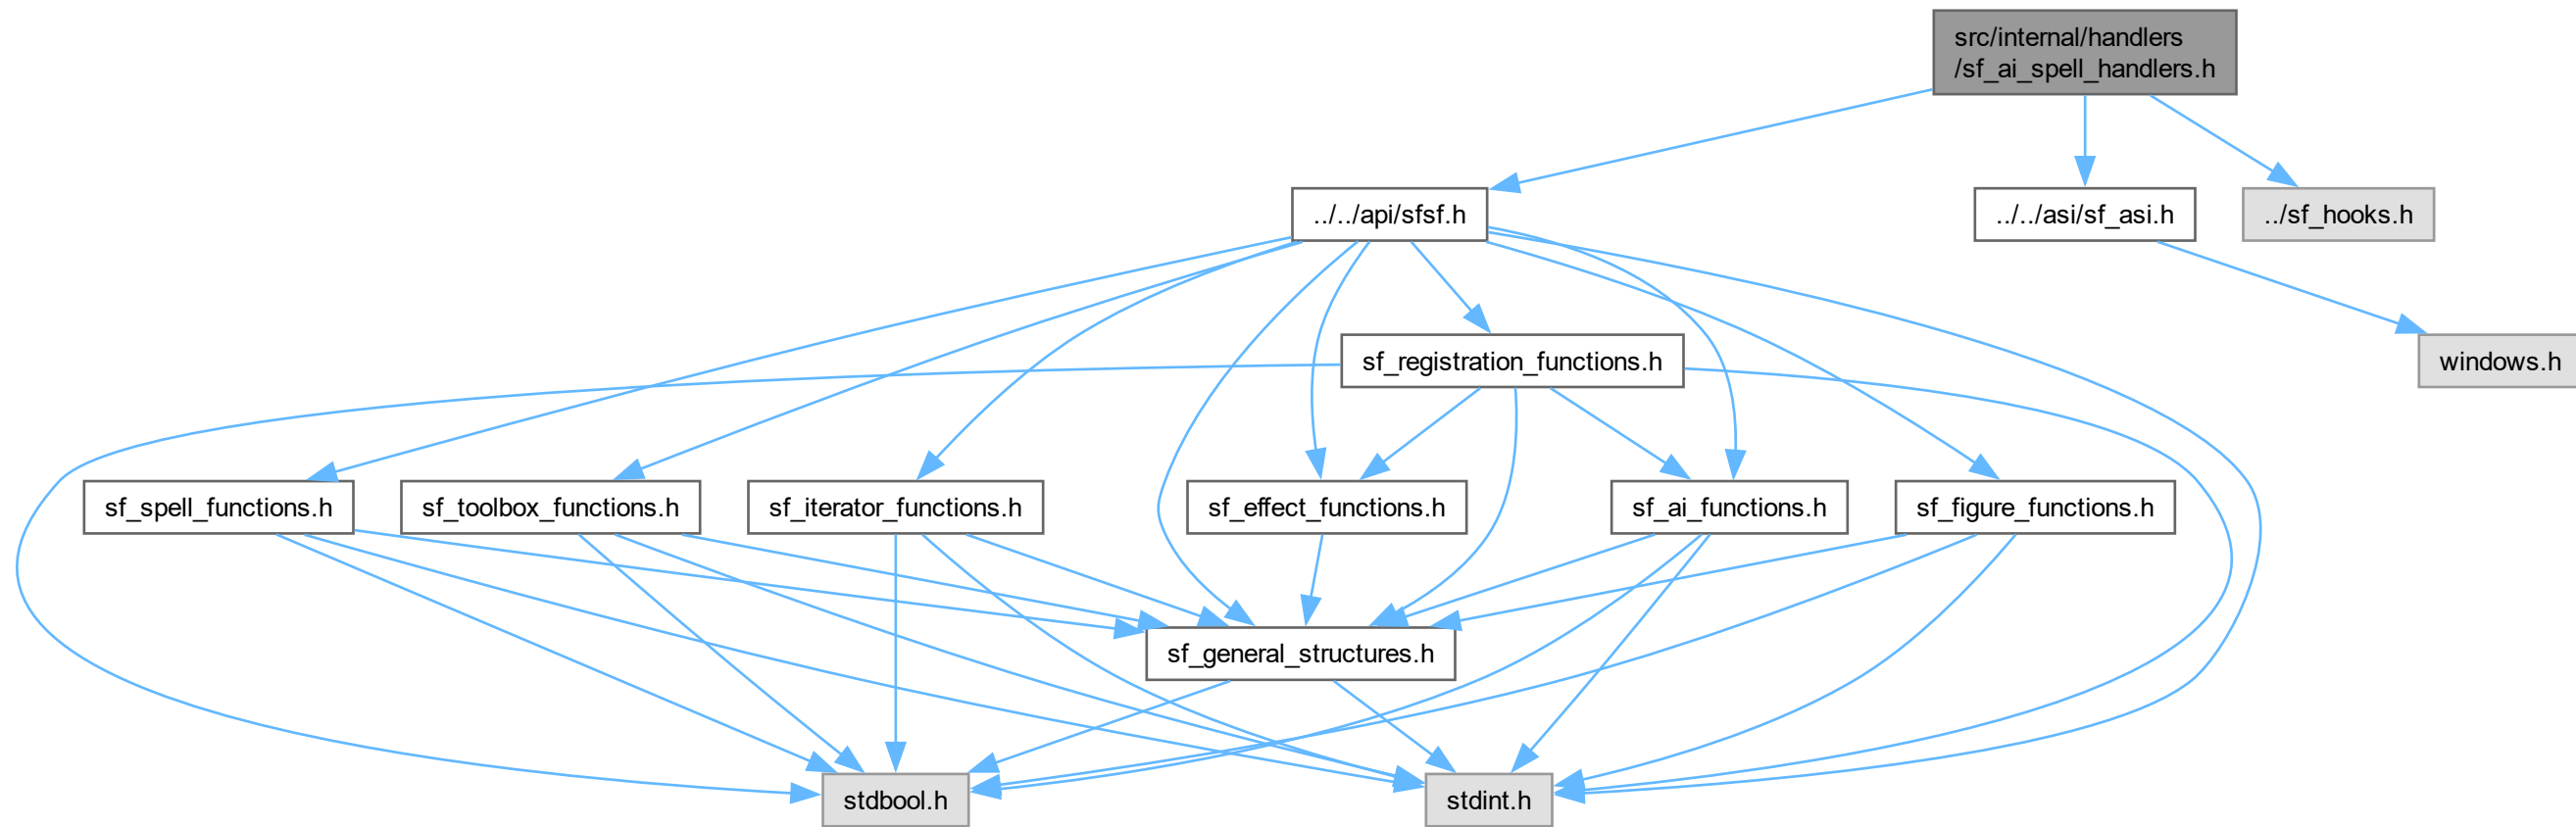 src/internal/handlers
/sf_ai_spell_handlers.h
../../api/sfsf.h
../../asi/sf_asi.h
../sf_hooks.h
sf_registration_functions.h
windows.h
sf_spell_functions.h
sf_toolbox_functions.h
sf_iterator_functions.h
sf_effect_functions.h
sf_ai_functions.h
sf_figure_functions.h
sf_general_structures.h
stdbool.h
stdint.h